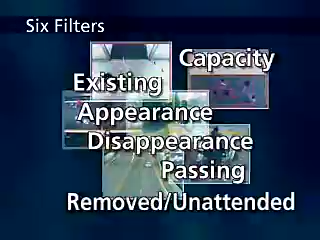 Six Filters
Capacity
Existing
Appearance
Disappearance
Passing
Removed/Unattended